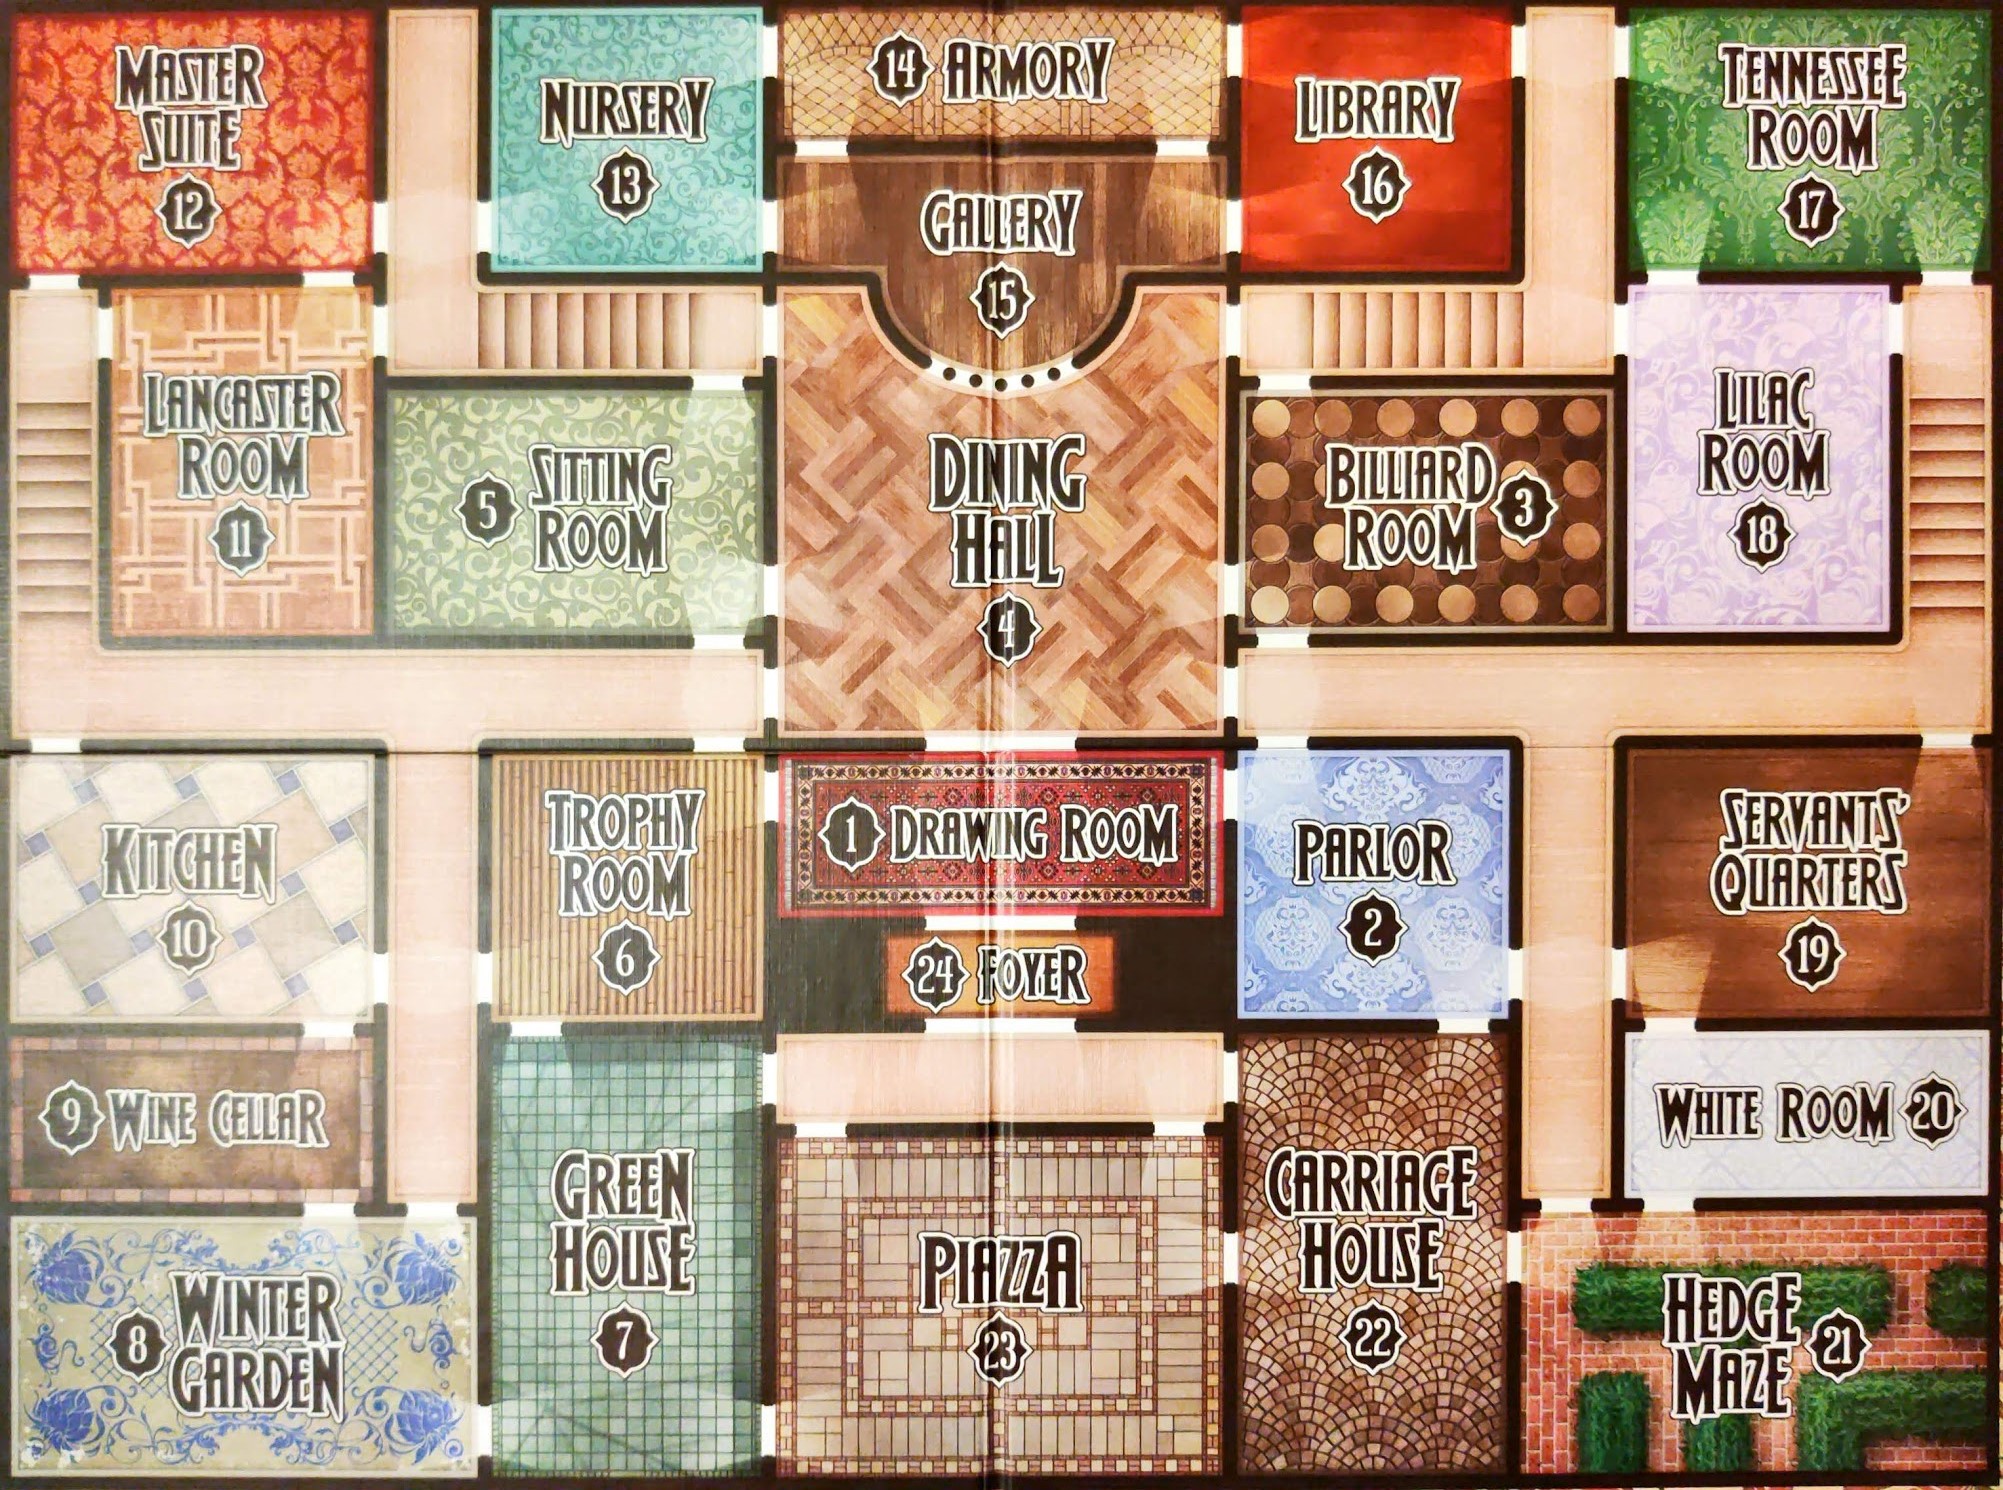 MASTER
SUITE
12
NURSERY
13
14 ARMORY
GALLERY
15
LIBRARY
16
TENNESSEE
ROOM
17
LANCASTER
ROOM
11
5 SITTING
ROOM
DINING
HALL
4
BILLIARD
ROOM 3
LILAC
ROOM
18
KITCHEN
10
TROPHY
ROOM
6
1 DRAWING ROOM
24 FOYER
PARLOR
2
SERVANTS'
QUARTERS
19
9 WINE CELLAR
WHITE ROOM 20
8 WINTER
GARDEN
GREEN
HOUSE
7
PIAZZA
23
CARRIAGE
HOUSE
22
HEDGE
MAZE 21